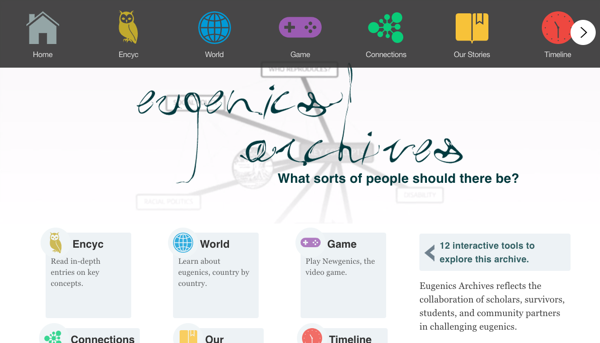 Home
Encyc
World
Game
Connections
Our Stories
Timeline
WHO REPRODUCES?
eugenics
archives
What sorts of people should there be?
Encyc
Read in-depth
entries on key
concepts.
World
Learn about
eugenics, country by
country.
Game
Play Newgenics, the
video game.
12 interactive tools to
explore this archive.
Eugenics Archives reflects the
collaboration of scholars, survivors,
students, and community partners
in challenging eugenics.
Connections
Our
Timeline